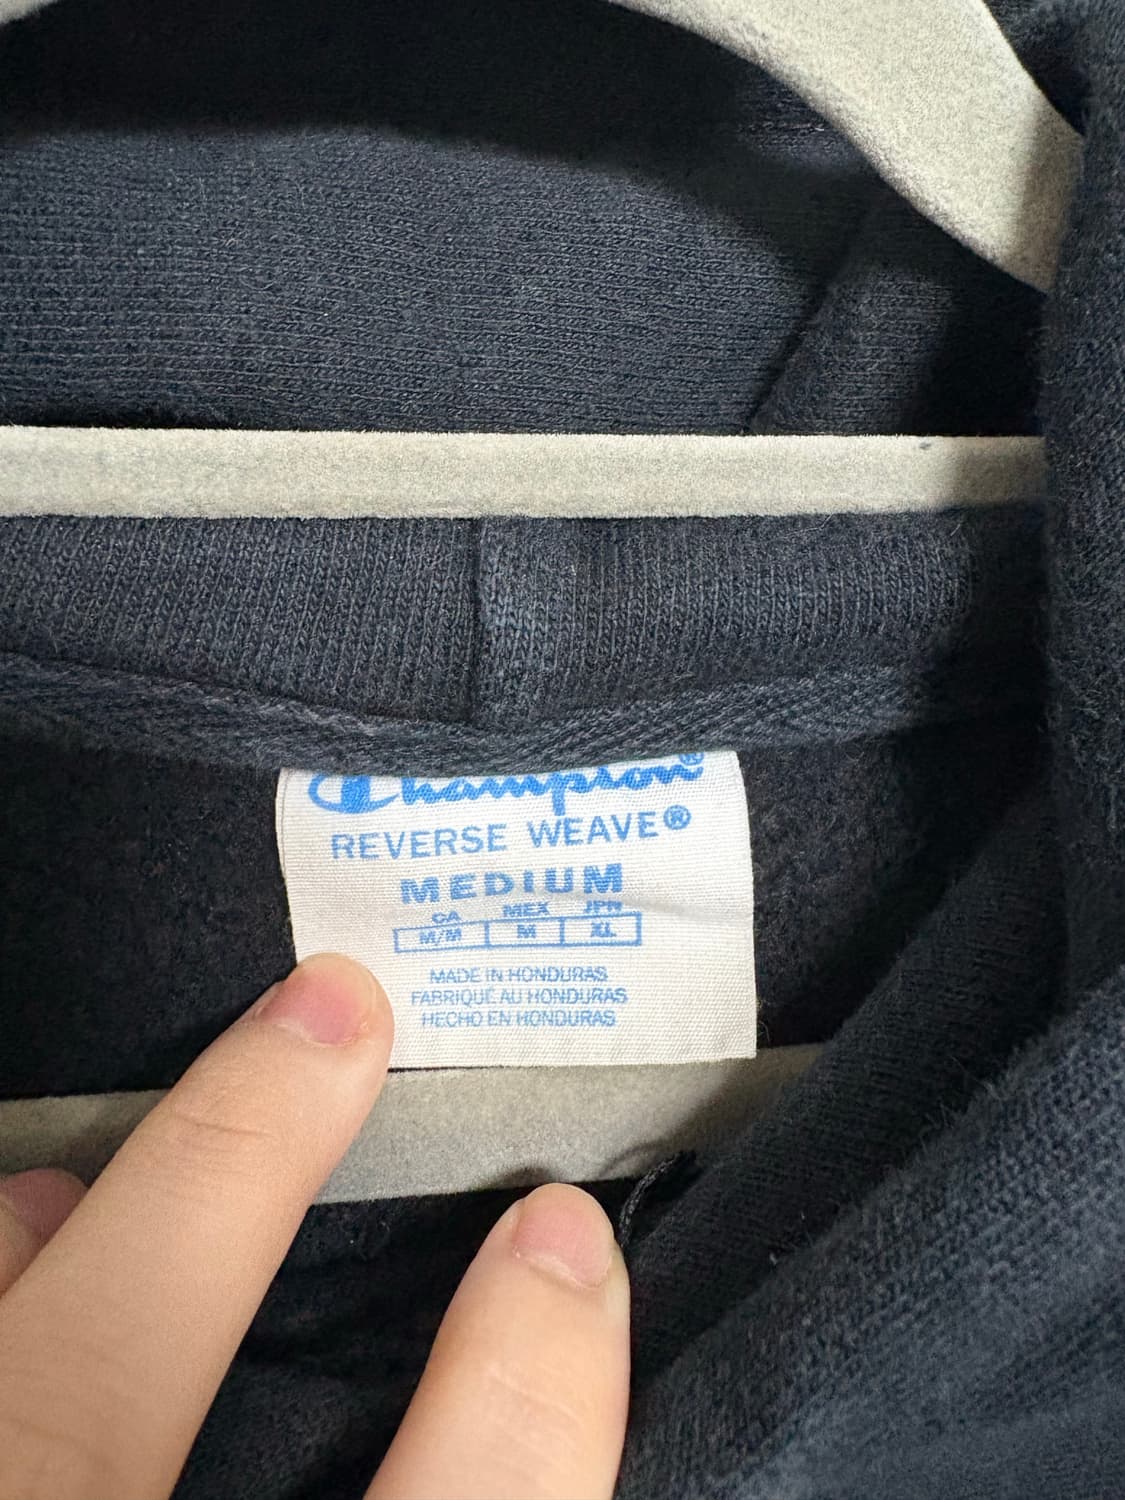 Champion®
REVERSE WEAVE®
MEDIUM
CA MEX JPN
M/M M XL
MADE IN HONDURAS
FABRIQUÉ AU HONDURAS
HECHO EN HONDURAS